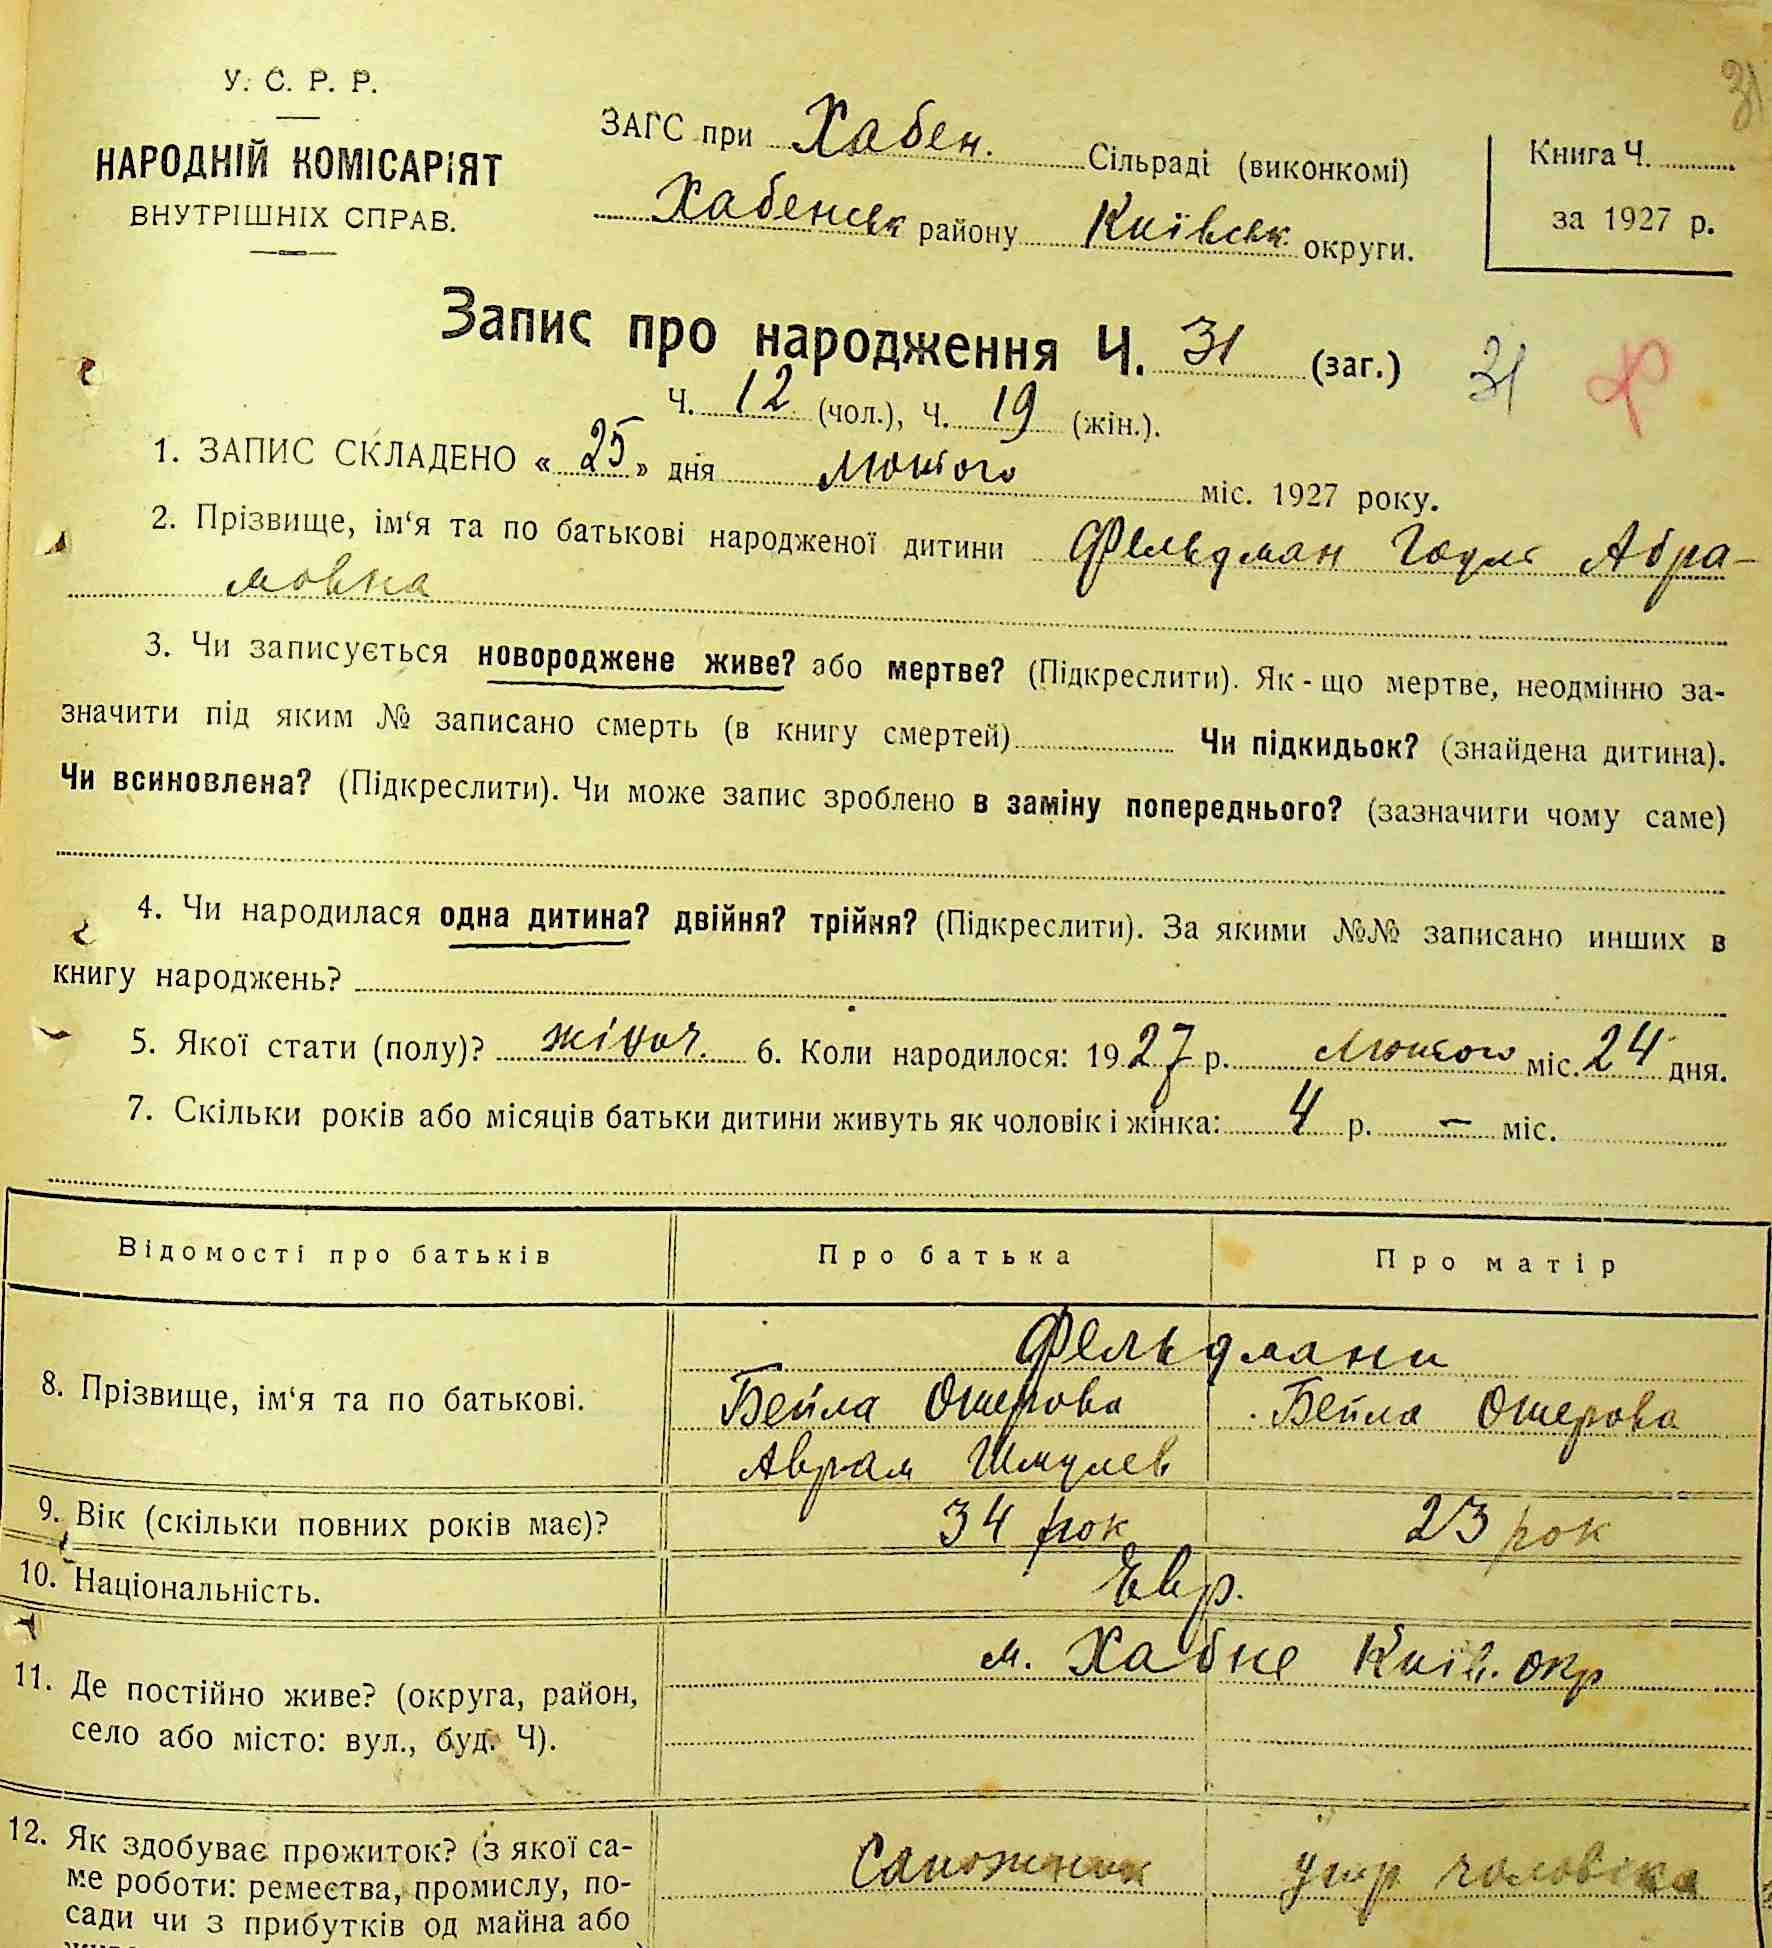 31
У. С. Р. Р.
НАРОДНІЙ КОМІСАРІЯТ
ВНУТРІШНІХ СПРАВ.
ЗАГС при Хабен. Сільраді (виконкомі)
Хабенськ району Київськ. округи.
Книга Ч.
за 1927 р.
Запис про народження Ч. 31 (заг.) 31
Ч. 12 (чол.), Ч. 19 (жін.).
1. ЗАПИС СКЛАДЕНО « 25 » дня лютого міс. 1927 року.
2. Прізвище, ім‘я та по батькові народженої дитини Фельдман Абра-
мовна
3. Чи записується новороджене живе? або мертве? (Підкреслити). Як-що мертве, неодмінно за-
значити під яким № записано смерть (в книгу смертей) Чи підкидьок? (знайдена дитина).
Чи всиновлена? (Підкреслити). Чи може запис зроблено в заміну попереднього? (зазначити чому саме)
4. Чи народилася одна дитина? двійня? трійня? (Підкреслити). За якими №№ записано инших в
книгу народжень?
5. Якої стати (полу)? жіноч. 6. Коли народилося: 1927 р. лютого міс. 24 дня.
7. Скільки років або місяців батьки дитини живуть як чоловік і жінка: 4 р. – міс.
Відомості про батьків Про батька Про матір
Фельдмани
8. Прізвище, ім‘я та по батькові. Бейла Ошерова Бейла Ошерова
Аврам Шмулев
9. Вік (скільки повних років має)? 34 рок 23 рок
10. Національність. Евр.
м. Хабне Київ. окр
11. Де постійно живе? (округа, район,
село або місто: вул., буд. Ч).
12. Як здобуває прожиток? (з якої са- Сапожник утр чоловіка
ме роботи: ремества, промислу, по-
сади чи з прибутків од майна або